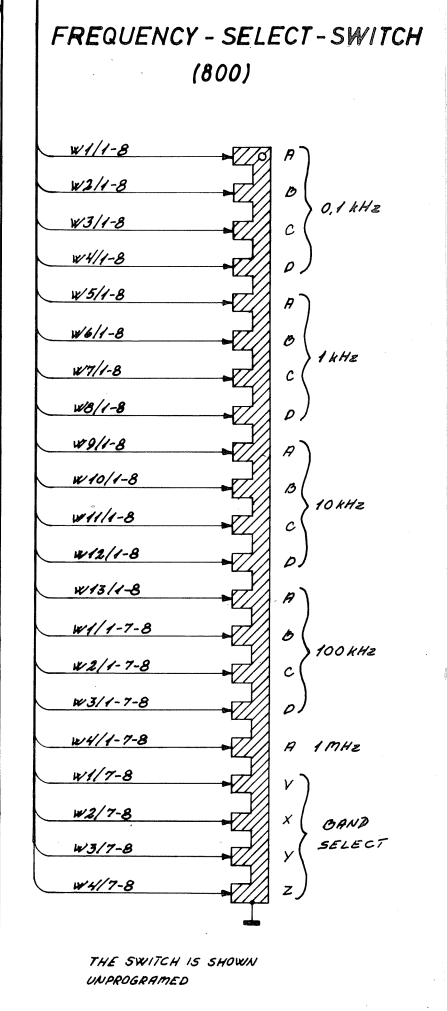 FREQUENCY - SELECT - SWITCH
(800)
W1/1-8 A
W2/1-8 B
0,1 kHz
W3/1-8 C
W4/1-8 D
W5/1-8 A
W6/1-8 B
1 kHz
W7/1-8 C
W8/1-8 D
W9/1-8 A
W10/1-8 B
10 kHz
W11/1-8 C
W12/1-8 D
W13/1-8 A
W1/1-7-8 B
100 kHz
W2/1-7-8 C
W3/1-7-8 D
W4/1-7-8 A 1 MHz
W1/7-8 V
W2/7-8 X
BAND
SELECT
W3/7-8 Y
W4/7-8 Z
THE SWITCH IS SHOWN
UNPROGRAMED